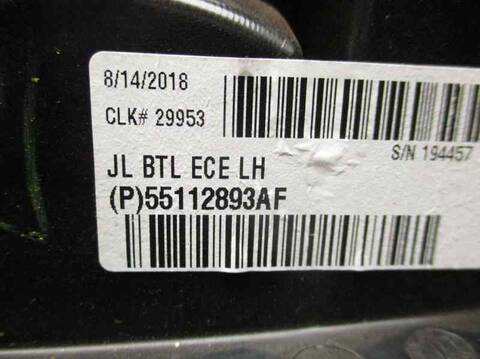 8/14/2018
CLK# 29953
S/N 194457
JL BTL ECE LH
(P)55112893AF